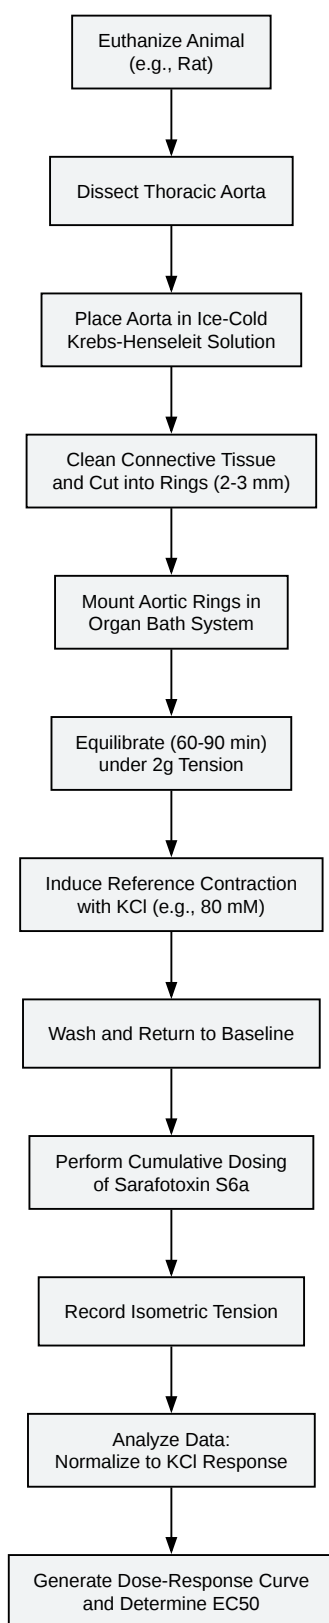 Euthanize Animal
(e.g., Rat)
Dissect Thoracic Aorta
Place Aorta in Ice-Cold
Krebs-Henseleit Solution
Clean Connective Tissue
and Cut into Rings (2-3 mm)
Mount Aortic Rings in
Organ Bath System
Equilibrate (60-90 min)
under 2g Tension
Induce Reference Contraction
with KCl (e.g., 80 mM)
Wash and Return to Baseline
Perform Cumulative Dosing
of Sarafotoxin S6a
Record Isometric Tension
Analyze Data:
Normalize to KCl Response
Generate Dose-Response Curve
and Determine EC50